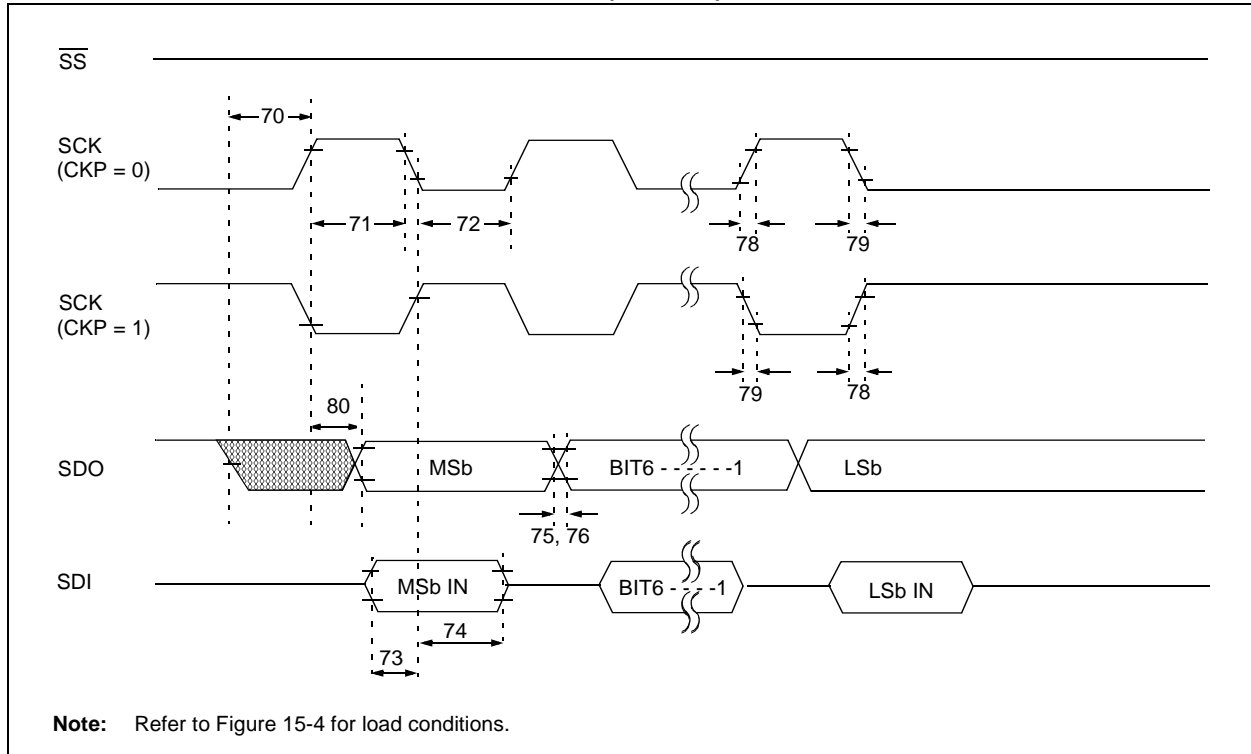 SS
70
SCK
(CKP = 0)
71
72
78
79
SCK
(CKP = 1)
79
78
80
SDO
MSb
BIT6 - - - - - -1
LSb
75, 76
SDI
MSb IN
BIT6 - - - -1
LSb IN
74
73
Note: Refer to Figure 15-4 for load conditions.